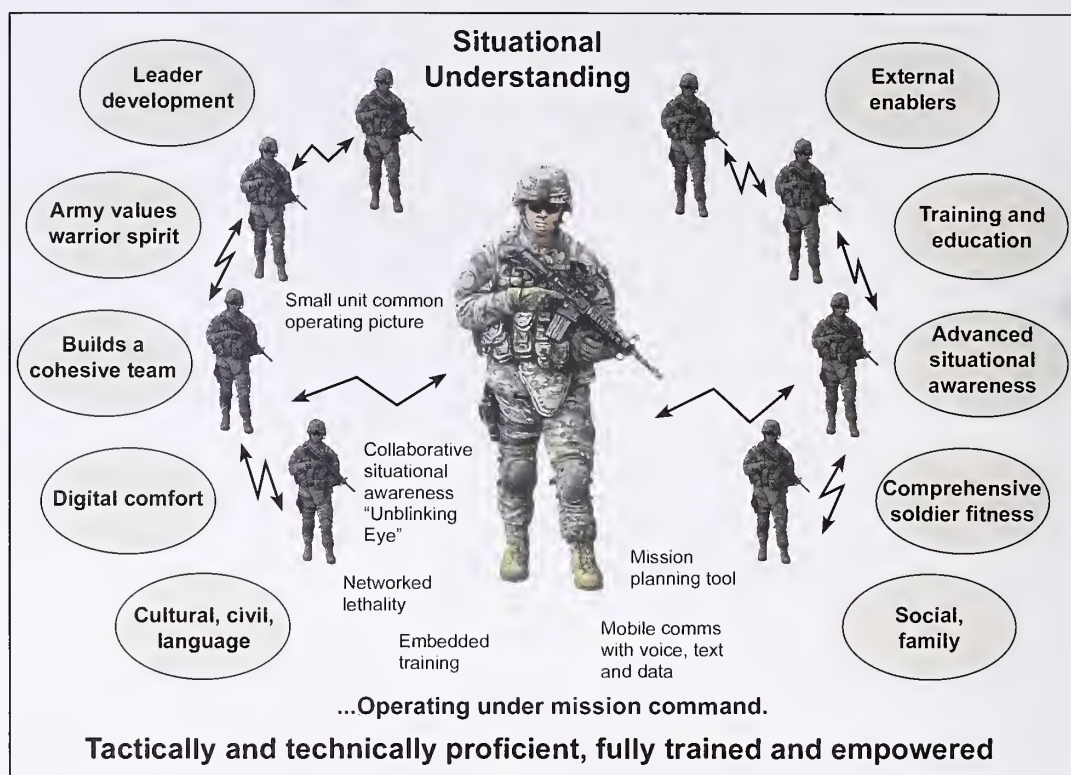 Situational
Understanding
Leader
development
External
enablers
Army values
warrior spirit
Training and
education
Small unit common
operating picture
Builds a
cohesive team
Advanced
situational
awareness
Collaborative
situational
awareness
“Unblinking
Eye”
Digital comfort
Comprehensive
soldier fitness
Mission
planning tool
Networked
lethality
Cultural, civil,
language
Embedded
training
Mobile comms
with voice, text
and data
Social,
family
...Operating under mission command.
Tactically and technically proficient, fully trained and empowered